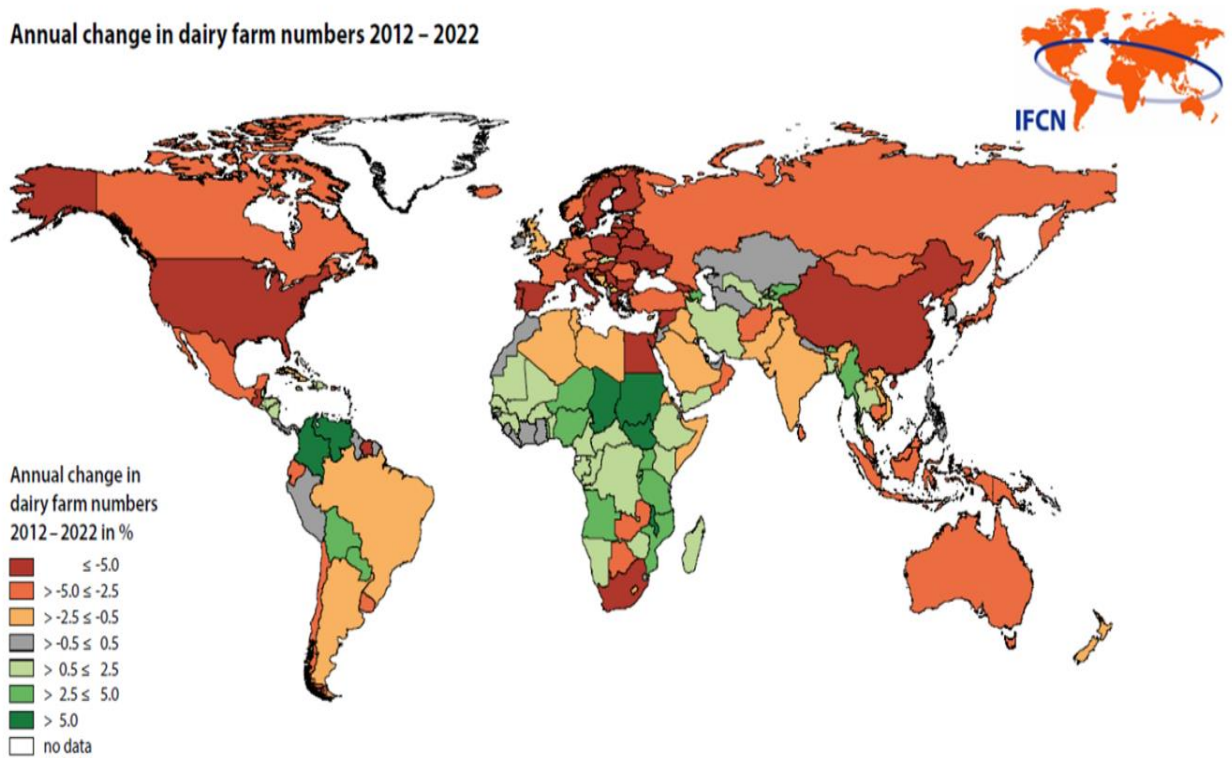 Annual change in dairy farm numbers 2012 – 2022
IFCN
Annual change in
dairy farm numbers
2012 – 2022 in %
≤ -5.0
> -5.0 ≤ -2.5
> -2.5 ≤ -0.5
> -0.5 ≤ 0.5
> 0.5 ≤ 2.5
> 2.5 ≤ 5.0
> 5.0
no data